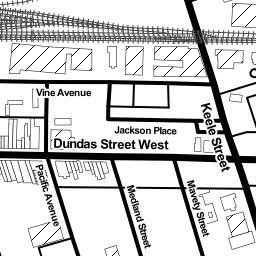 Vine Avenue
Jackson Place
Keele Street
Dundas Street West
Pacific Avenue
Medland Street
Mavety Street